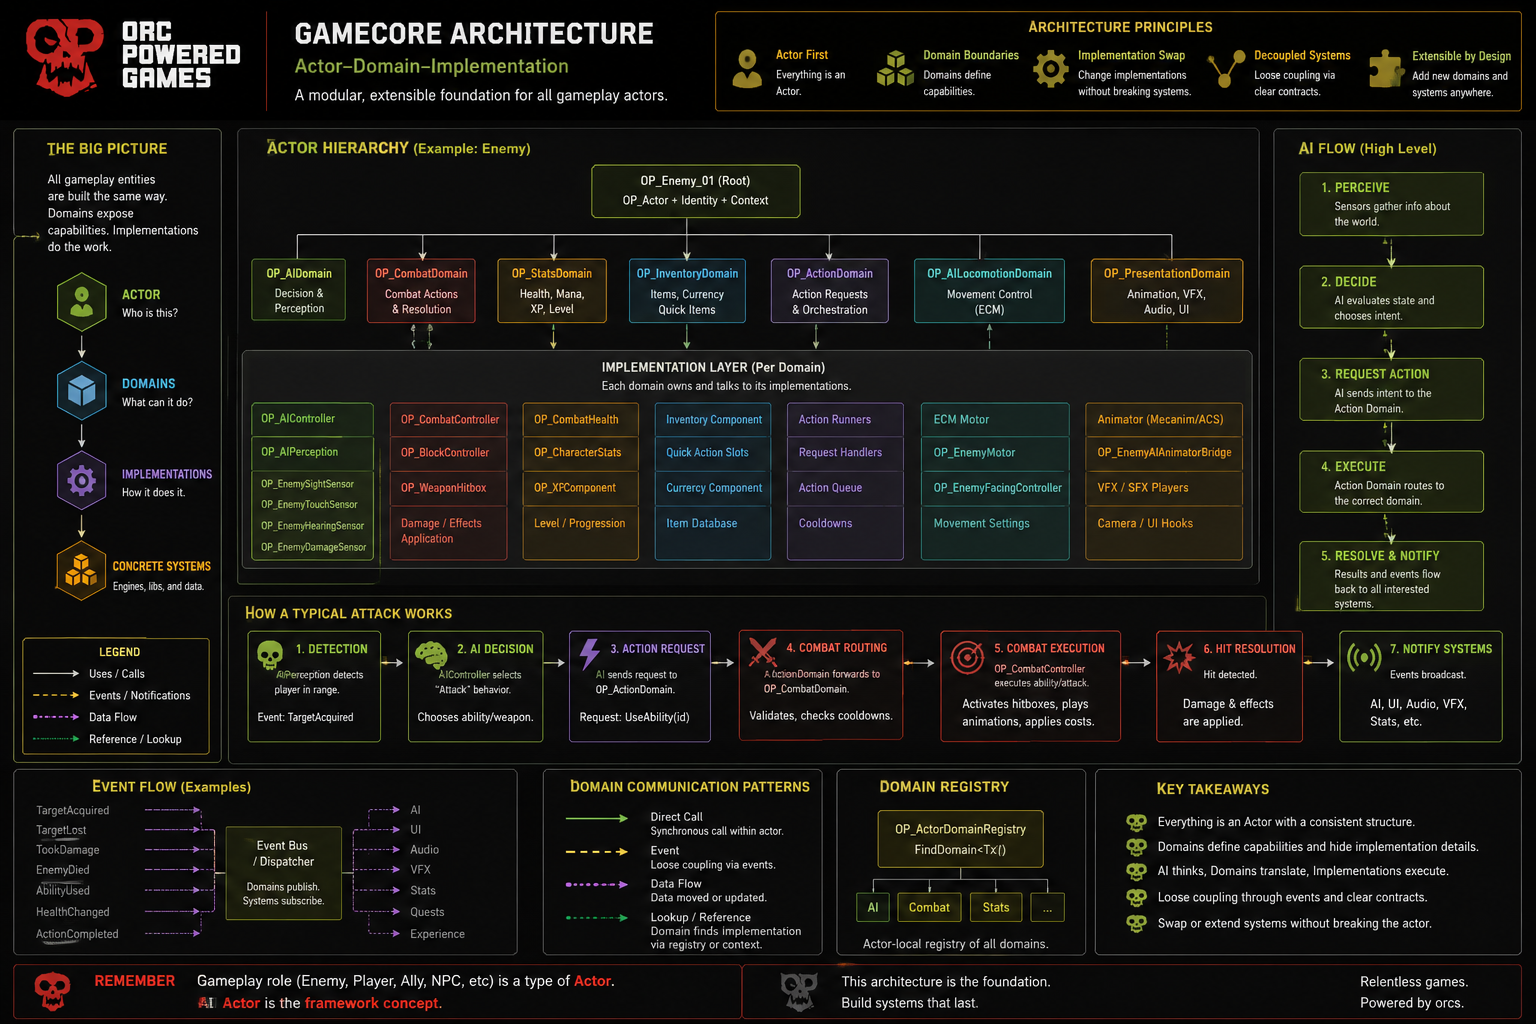 ORC
POWERED
GAMES
GAMECORE ARCHITECTURE
Actor–Domain–Implementation
A modular, extensible foundation for all gameplay actors.
ARCHITECTURE PRINCIPLES
Actor First
Everything is an
Actor.
Domain Boundaries
Domains define
capabilities.
Implementation Swap
Change implementations
without breaking systems.
Decoupled Systems
Loose coupling via
clear contracts.
Extensible by Design
Add new domains and
systems anywhere.
THE BIG PICTURE
All gameplay entities
are built the same way.
Domains expose
capabilities. Implementations
do the work.
ACTOR
Who is this?
DOMAINS
What can it do?
IMPLEMENTATIONS
How it does it.
CONCRETE SYSTEMS
Engines, libs, and data.
LEGEND
Uses / Calls
Events / Notifications
Data Flow
Reference / Lookup
ACTOR HIERARCHY (Example: Enemy)
OP_Enemy_01 (Root)
OP_Actor + Identity + Context
OP_AIDomain
Decision &
Perception
OP_CombatDomain
Combat Actions
& Resolution
OP_StatsDomain
Health, Mana,
XP, Level
OP_InventoryDomain
Items, Currency
Quick Items
OP_ActionDomain
Action Requests
& Orchestration
OP_AILocomotionDomain
Movement Control
(ECM)
OP_PresentationDomain
Animation, VFX,
Audio, UI
IMPLEMENTATION LAYER (Per Domain)
Each domain owns and talks to its implementations.
OP_AIController
OP_AIPerception
OP_EnemySightSensor
OP_EnemyTouchSensor
OP_EnemyHearingSensor
OP_EnemyDamageSensor
OP_CombatController
OP_BlockController
OP_WeaponHitbox
Damage / Effects
Application
OP_CombatHealth
OP_CharacterStats
OP_XPComponent
Level / Progression
Inventory Component
Quick Action Slots
Currency Component
Item Database
Action Runners
Request Handlers
Action Queue
Cooldowns
ECM Motor
OP_EnemyMotor
OP_EnemyFacingController
Movement Settings
Animator (Mecanim/ACS)
OP_EnemyAIAnimatorBridge
VFX / SFX Players
Camera / UI Hooks
AI FLOW (High Level)
1. PERCEIVE
Sensors gather info about
the world.
2. DECIDE
AI evaluates state and
chooses intent.
3. REQUEST ACTION
AI sends intent to the
Action Domain.
4. EXECUTE
Action Domain routes to
the correct domain.
5. RESOLVE & NOTIFY
Results and events flow
back to all interested
systems.
HOW A TYPICAL ATTACK WORKS
1. DETECTION
AIPerception detects
player in range.
Event: TargetAcquired
2. AI DECISION
AIController selects
"Attack" behavior.
Chooses ability/weapon.
3. ACTION REQUEST
AI sends request to
OP_ActionDomain.
Request: UseAbility(id)
4. COMBAT ROUTING
forwards to
OP_CombatDomain.
Validates, checks cooldowns.
5. COMBAT EXECUTION
OP_CombatController
executes ability/attack.
Activates hitboxes, plays
animations, applies costs.
6. HIT RESOLUTION
Hit detected.
Damage & effects
are applied.
7. NOTIFY SYSTEMS
Events broadcast.
AI, UI, Audio, VFX,
Stats, etc.
EVENT FLOW (Examples)
TargetAcquired
TargetLost
TookDamage
EnemyDied
AbilityUsed
HealthChanged
ActionCompleted
Event Bus
/ Dispatcher
Domains publish.
Systems subscribe.
AI
UI
Audio
VFX
Stats
Quests
Experience
DOMAIN COMMUNICATION PATTERNS
Direct Call
Synchronous call within actor.
Event
Loose coupling via events.
Data Flow
Data moved or updated.
Lookup / Reference
Domain finds implementation
via registry or context.
DOMAIN REGISTRY
OP_ActorDomainRegistry
AI
Combat
Stats
...
Actor-local registry of all domains.
KEY TAKEAWAYS
Everything is an Actor with a consistent structure.
Domains define capabilities and hide implementation details.
AI thinks, Domains translate, Implementations execute.
Loose coupling through events and clear contracts.
Swap or extend systems without breaking the actor.
REMEMBER
Gameplay role (Enemy, Player, Ally, NPC, etc) is a type of Actor.
Actor is the framework concept.
This architecture is the foundation.
Build systems that last.
Relentless games.
Powered by orcs.